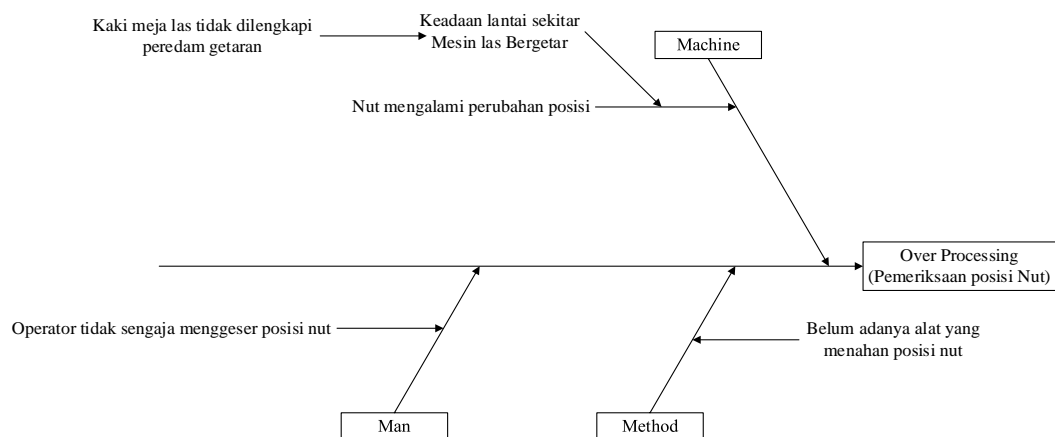 Kaki meja las tidak dilengkapi
peredam getaran
Keadaan lantai sekitar
Mesin las Bergetar
Machine
Nut mengalami perubahan posisi
Over Processing
(Pemeriksaan posisi Nut)
Operator tidak sengaja menggeser posisi nut
Belum adanya alat yang
menahan posisi nut
Man
Method